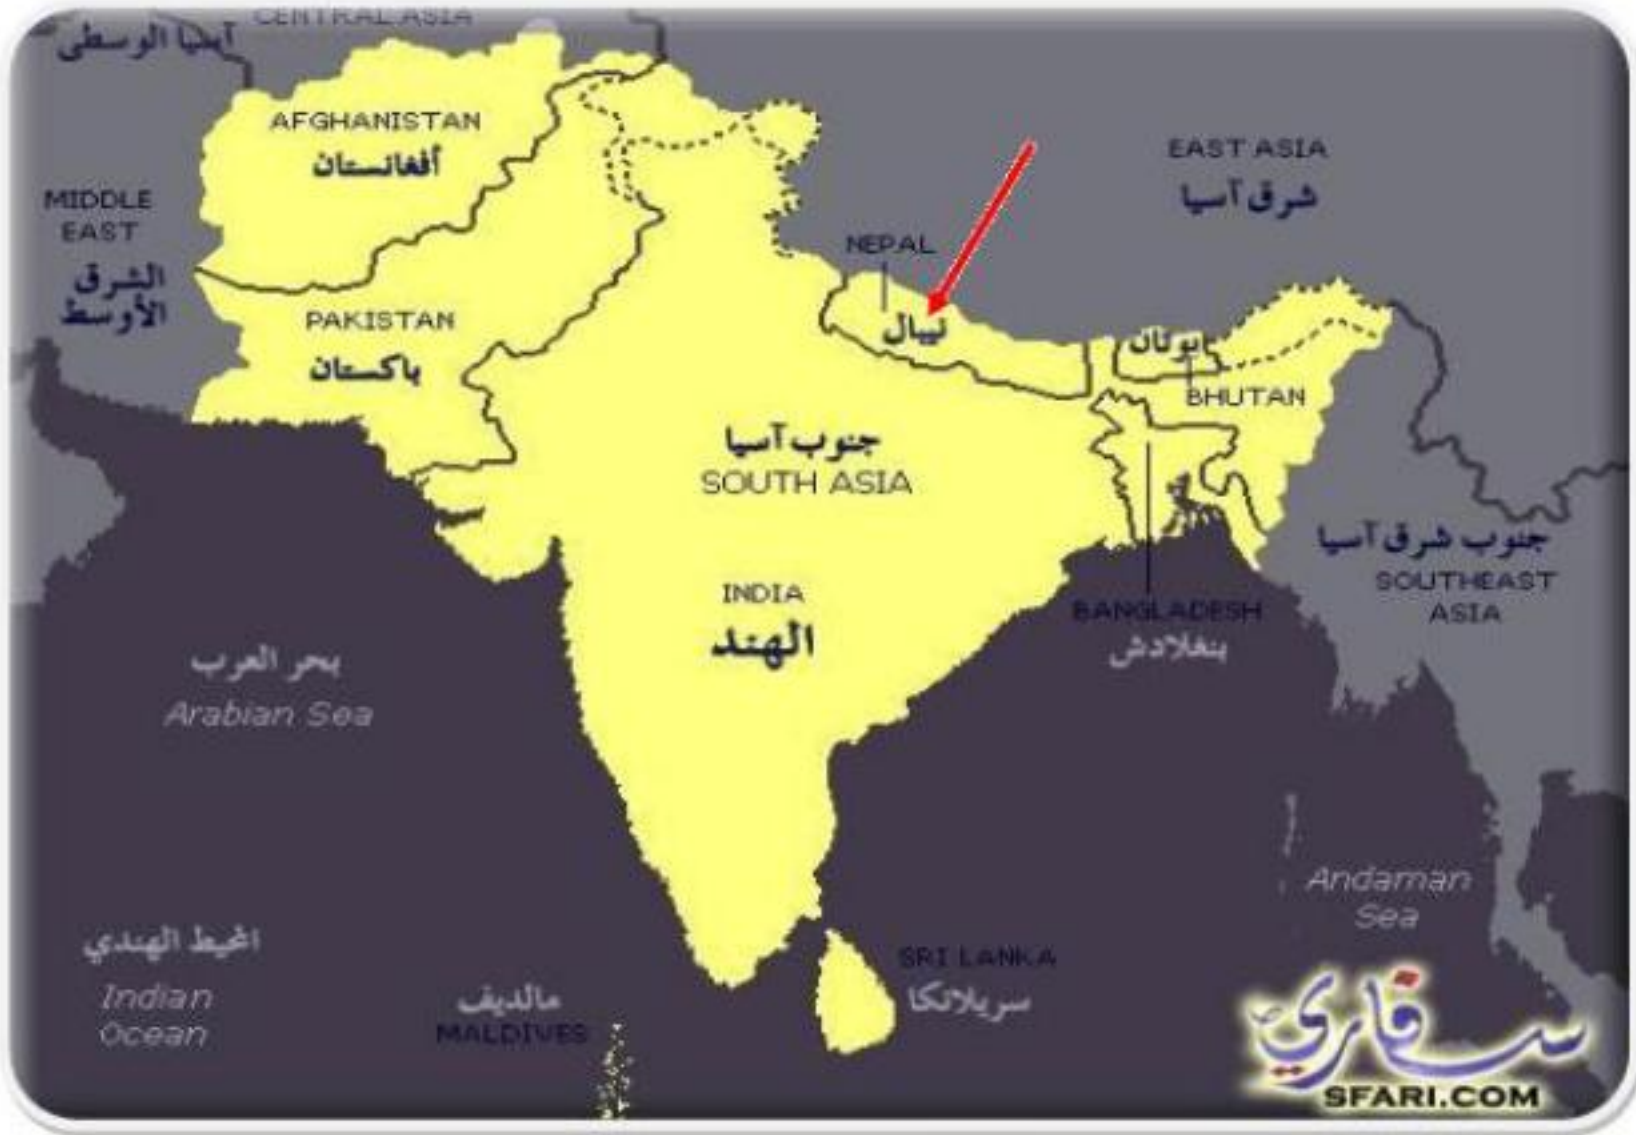 CENTRAL ASIA
آسيا الوسطى
AFGHANISTAN
أفغانستان
EAST ASIA
شرق آسيا
MIDDLE
EAST
الشرق
الأوسط
NEPAL
نيبال
PAKISTAN
باكستان
بوتان
BHUTAN
جنوب آسيا
SOUTH ASIA
جنوب شرق آسيا
SOUTHEAST
ASIA
INDIA
الهند
BANGLADESH
بنغلادش
بحر العرب
Arabian Sea
Andaman
Sea
المحيط الهندي
Indian
Ocean
مالديف
MALDIVES
SRI LANKA
سريلانكا
سفاري
SFARI.COM